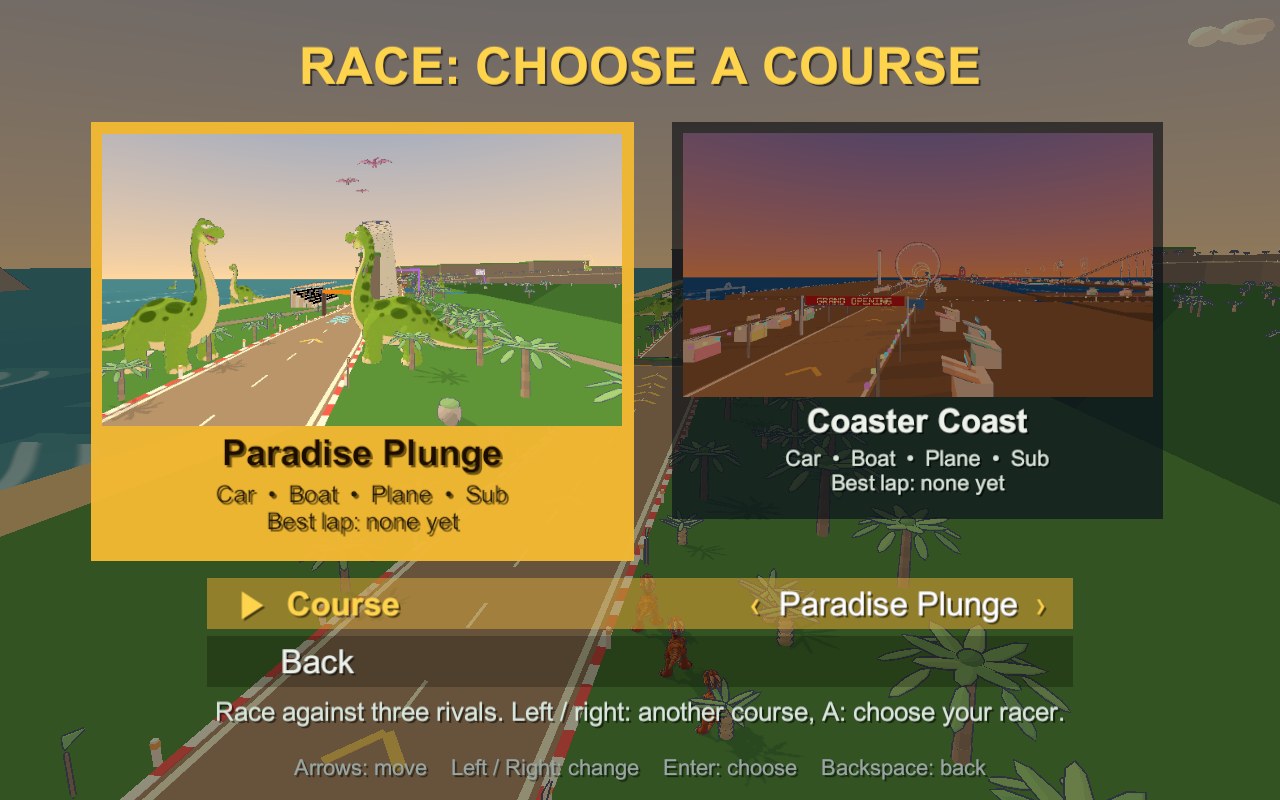 RACE: CHOOSE A COURSE
GRAND OPENING
Paradise Plunge
Car • Boat • Plane • Sub
Best lap: none yet
Coaster Coast
Car • Boat • Plane • Sub
Best lap: none yet
Course ‹ Paradise Plunge ›
Back
Race against three rivals. Left / right: another course, A: choose your racer.
Arrows: move Left / Right: change Enter: choose Backspace: back